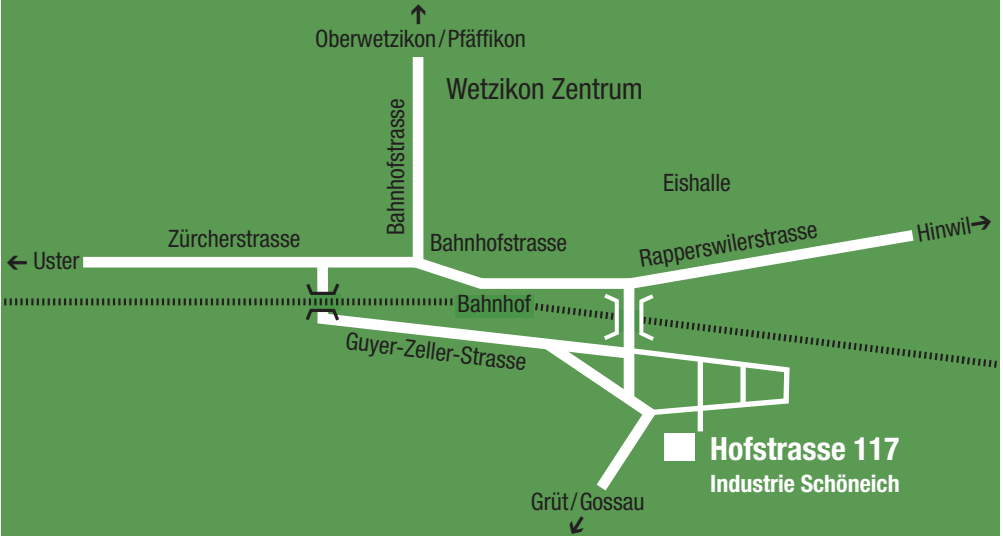 Oberwetzikon/Pfäffikon
Wetzikon Zentrum
Bahnhofstrasse
Eishalle
Zürcherstrasse
Bahnhofstrasse
Rapperswilerstrasse
Hinwil
Uster
Bahnhof
Guyer-Zeller-Strasse
Hofstrasse 117
Industrie Schöneich
Grüt/Gossau